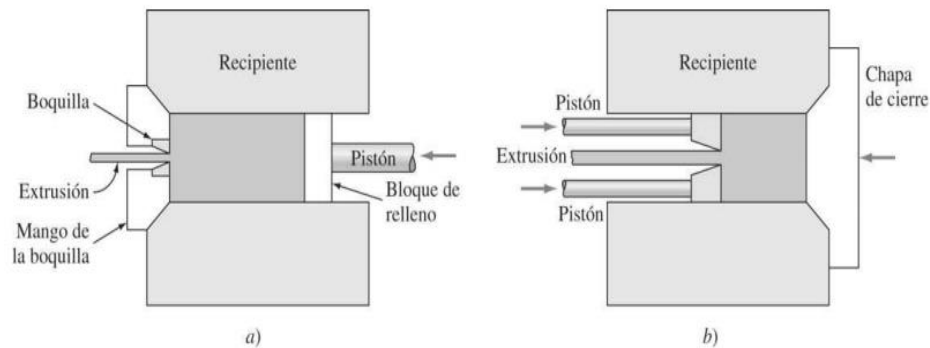 Recipiente
Boquilla
Pistón
Extrusión
Bloque de
relleno
Mango de
la boquilla
a)
Recipiente
Chapa
de cierre
Pistón
Extrusión
Pistón
b)